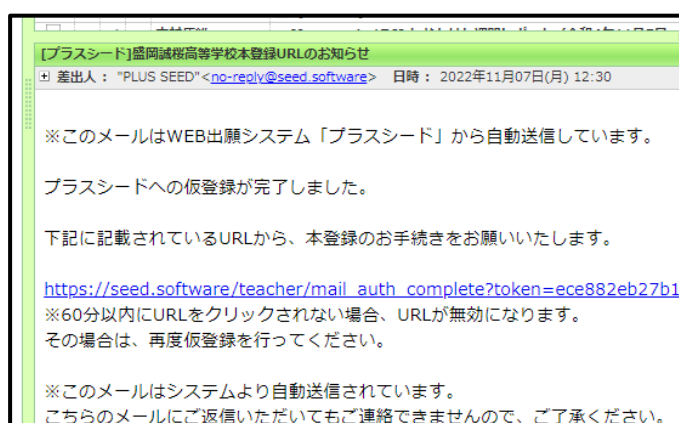 [プラスシード]盛岡誠桜高等学校本登録URLのお知らせ
差出人： "PLUS SEED"<no-reply@seed.software> 日時： 2022年11月07日(月) 12:30
※このメールはWEB出願システム「プラスシード」から自動送信しています。
プラスシードへの仮登録が完了しました。
下記に記載されているURLから、本登録のお手続きをお願いいたします。
https://seed.software/teacher/mail_auth_complete?token=ece882eb27b1
※60分以内にURLをクリックされない場合、URLが無効になります。
その場合は、再度仮登録を行ってください。
※このメールはシステムより自動送信されています。
こちらのメールにご返信いただいてもご連絡できませんので、ご了承ください。